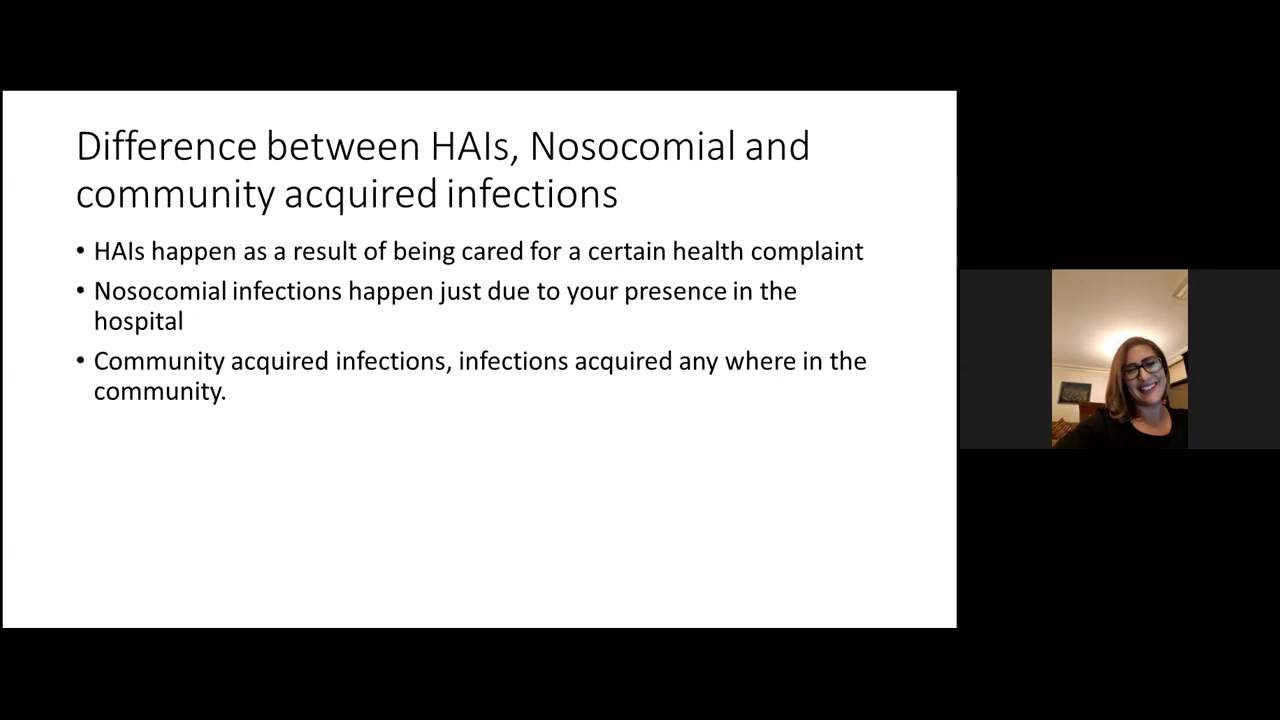 Difference between HAIs, Nosocomial and
community acquired infections
• HAIs happen as a result of being cared for a certain health complaint
• Nosocomial infections happen just due to your presence in the
hospital
• Community acquired infections, infections acquired any where in the
community.